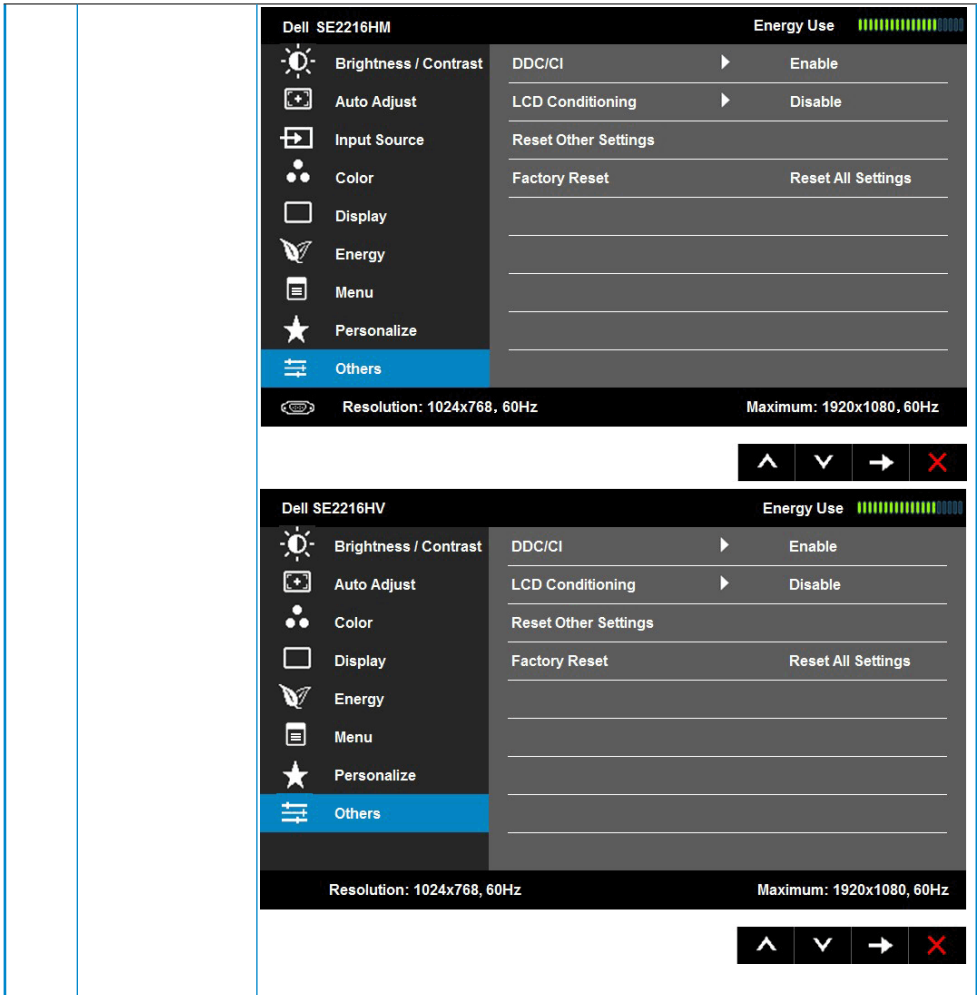 Dell SE2216HM Energy Use
Brightness / Contrast DDC/CI Enable
Auto Adjust LCD Conditioning Disable
Input Source Reset Other Settings
Color Factory Reset Reset All Settings
Display
Energy
Menu
Personalize
Others
Resolution: 1024x768, 60Hz Maximum: 1920x1080, 60Hz
Dell SE2216HV Energy Use
Brightness / Contrast DDC/CI Enable
Auto Adjust LCD Conditioning Disable
Color Reset Other Settings
Display Factory Reset Reset All Settings
Energy
Menu
Personalize
Others
Resolution: 1024x768, 60Hz Maximum: 1920x1080, 60Hz